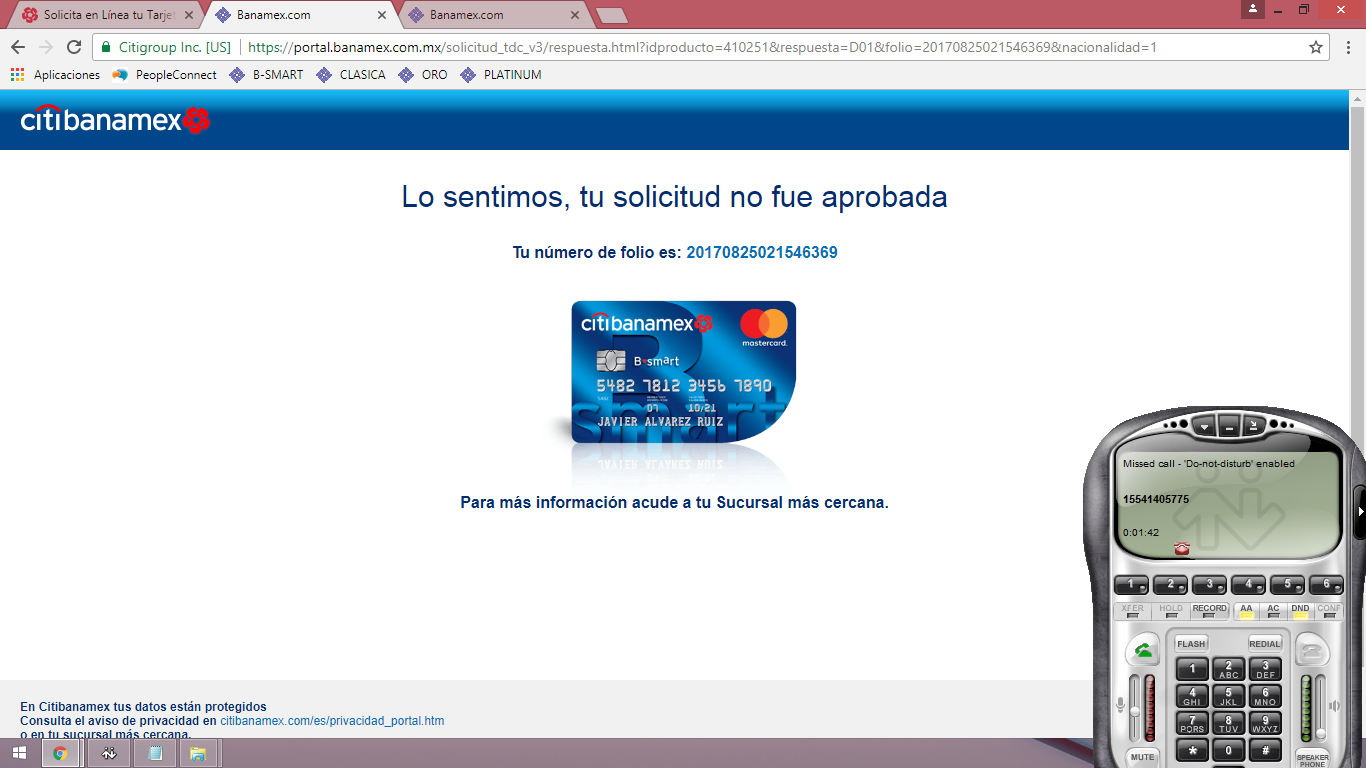 Solicita en Línea tu Tarjet
Banamex.com
Banamex.com
Citigroup Inc. [US]
https://portal.banamex.com.mx/solicitud_tdc_v3/respuesta.html?idproducto=410251&respuesta=D01&folio=20170825021546369&nacionalidad=1
Aplicaciones PeopleConnect B-SMART CLASICA ORO PLATINUM
citibanamex
Lo sentimos, tu solicitud no fue aprobada
Tu número de folio es: 20170825021546369
citibanamex
mastercard.
B smart
5482 7812 3456 7890
07 10/21
JAVIER ALVAREZ RUIZ
Para más información acude a tu Sucursal más cercana.
En Citibanamex tus datos están protegidos
Consulta el aviso de privacidad en citibanamex.com/es/privacidad_portal.htm
o en tu sucursal más cercana.
Missed call - 'Do-not-disturb' enabled
15541405775
0:01:42
1 2 3 4 5 6
XFER HOLD RECORD AA AC DND CONF
FLASH REDIAL
1 2 ABC 3 DEF
4 GHI 5 JKL 6 MNO
7 PQRS 8 TUV 9 WXYZ
* 0 #
MUTE
SPEAKER
PHONE